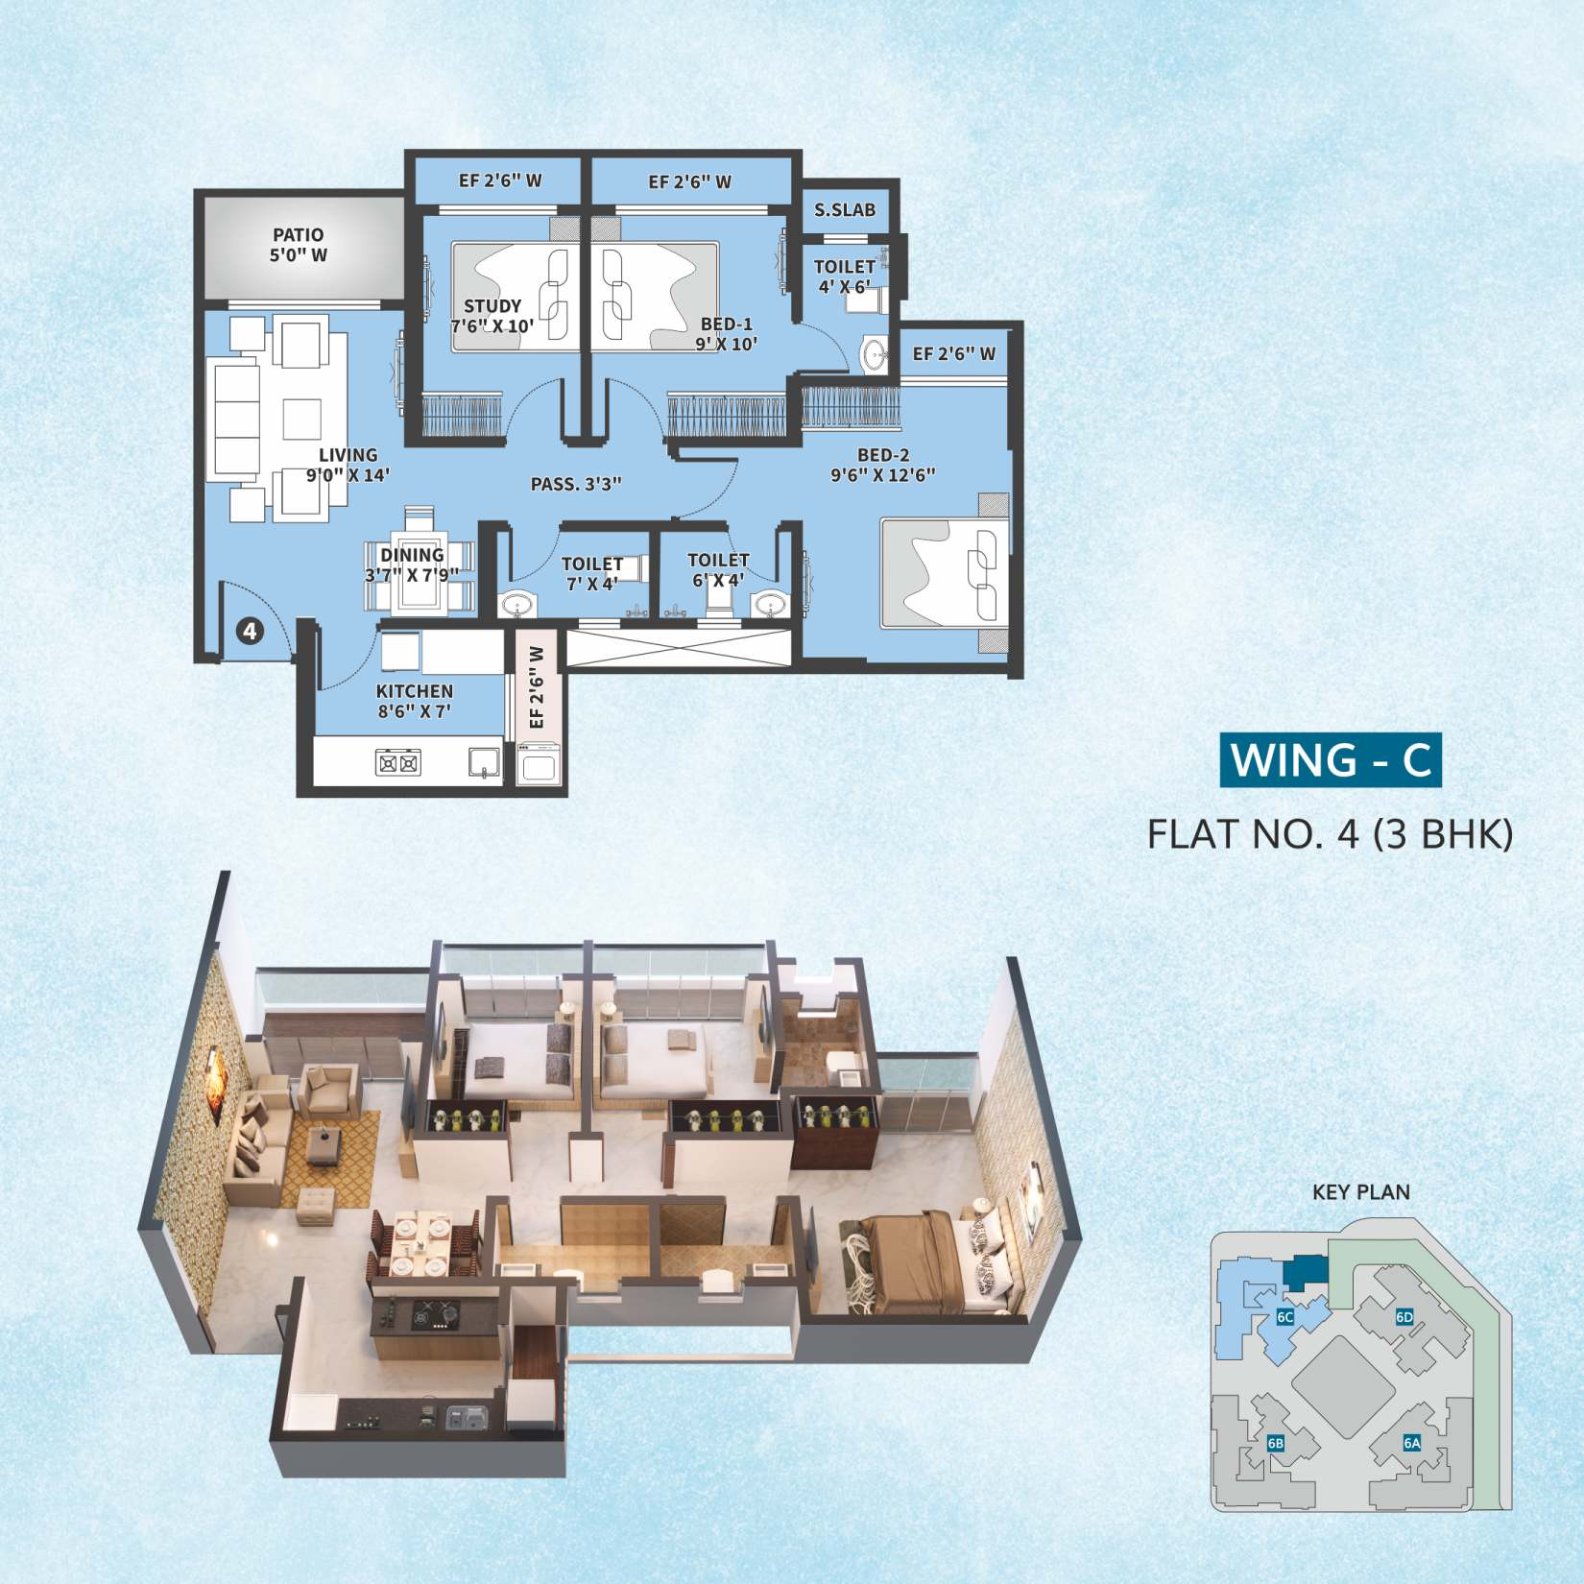 EF 2'6" W
EF 2'6" W
S.SLAB
PATIO
5'0" W
TOILET
4' X 6'
STUDY
7'6" X 10'
BED-1
9' X 10'
EF 2'6" W
LIVING
9'0" X 14'
PASS. 3'3"
BED-2
9'6" X 12'6"
DINING
3'7" X 7'9"
TOILET
7' X 4'
TOILET
6' X 4'
4
KITCHEN
8'6" X 7'
EF 2'6" W
WING - C
FLAT NO. 4 (3 BHK)
KEY PLAN
6C
6D
6B
6A